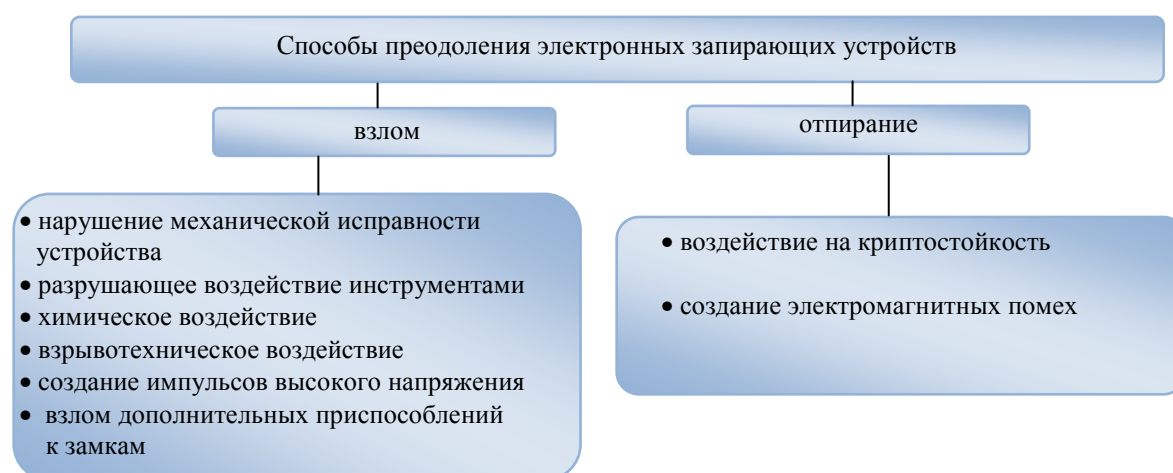 Способы преодоления электронных запирающих устройств
взлом
отпирание
• нарушение механической исправности
устройства
• разрушающее воздействие инструментами
• химическое воздействие
• взрывотехническое воздействие
• создание импульсов высокого напряжения
• взлом дополнительных приспособлений
к замкам
• воздействие на криптостойкость
• создание электромагнитных помех